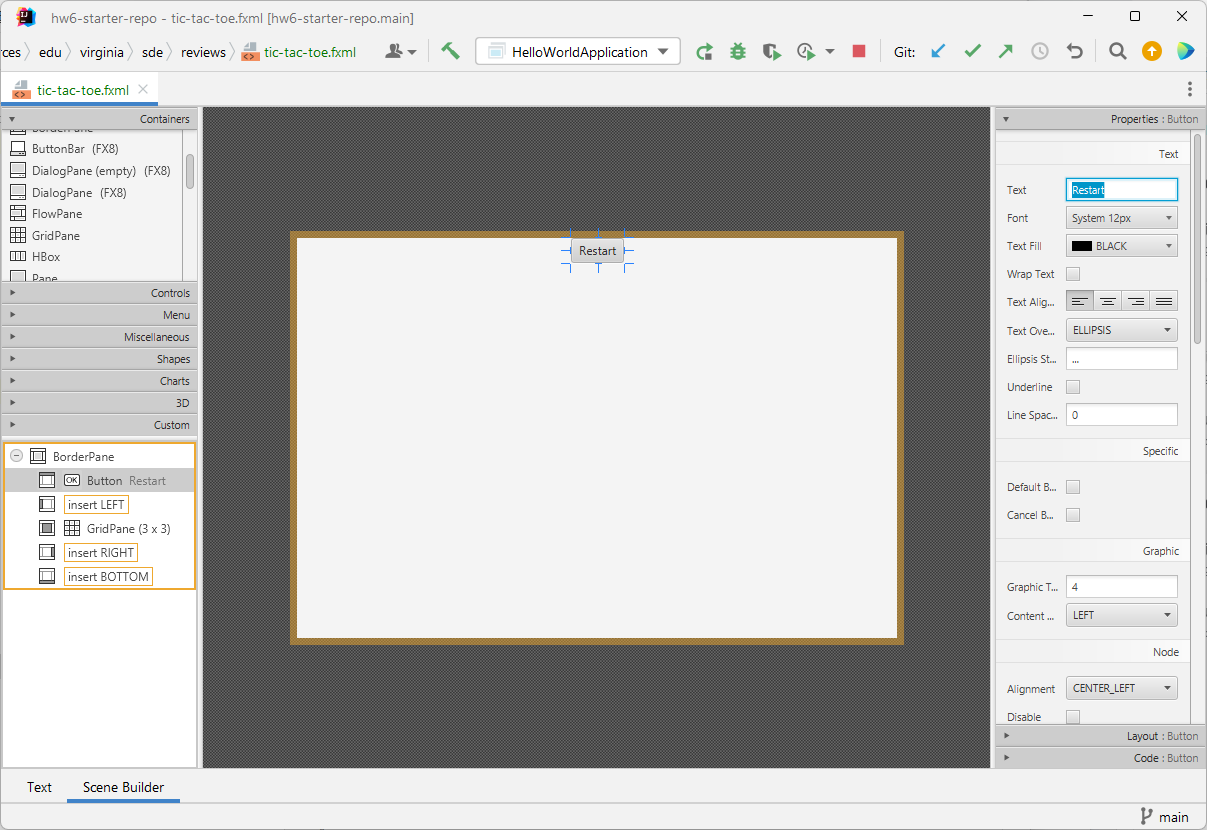 hw6-starter-repo - tic-tac-toe.fxml [hw6-starter-repo.main]
rces edu virginia sde reviews tic-tac-toe.fxml HelloWorldApplication Git:
tic-tac-toe.fxml
Containers
BorderPane
ButtonBar (FX8)
DialogPane (empty) (FX8)
DialogPane (FX8)
FlowPane
GridPane
HBox
Pane
Controls
Menu
Miscellaneous
Shapes
Charts
3D
Custom
BorderPane
OK Button Restart
insert LEFT
GridPane (3 x 3)
insert RIGHT
insert BOTTOM
Restart
Properties : Button
Text
Text Restart
Font System 12px
Text Fill BLACK
Wrap Text
Text Alig...
Text Ove... ELLIPSIS
Ellipsis St... ...
Underline
Line Spac... 0
Specific
Default B...
Cancel B...
Graphic
Graphic T... 4
Content ... LEFT
Node
Alignment CENTER_LEFT
Disable
Layout : Button
Code : Button
Text Scene Builder
main